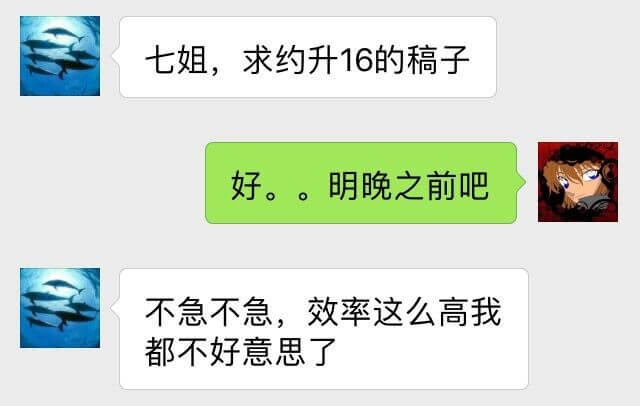 七姐，求约升16的稿子
好。。明晚之前吧
不急不急，效率这么高我
都不好意思了